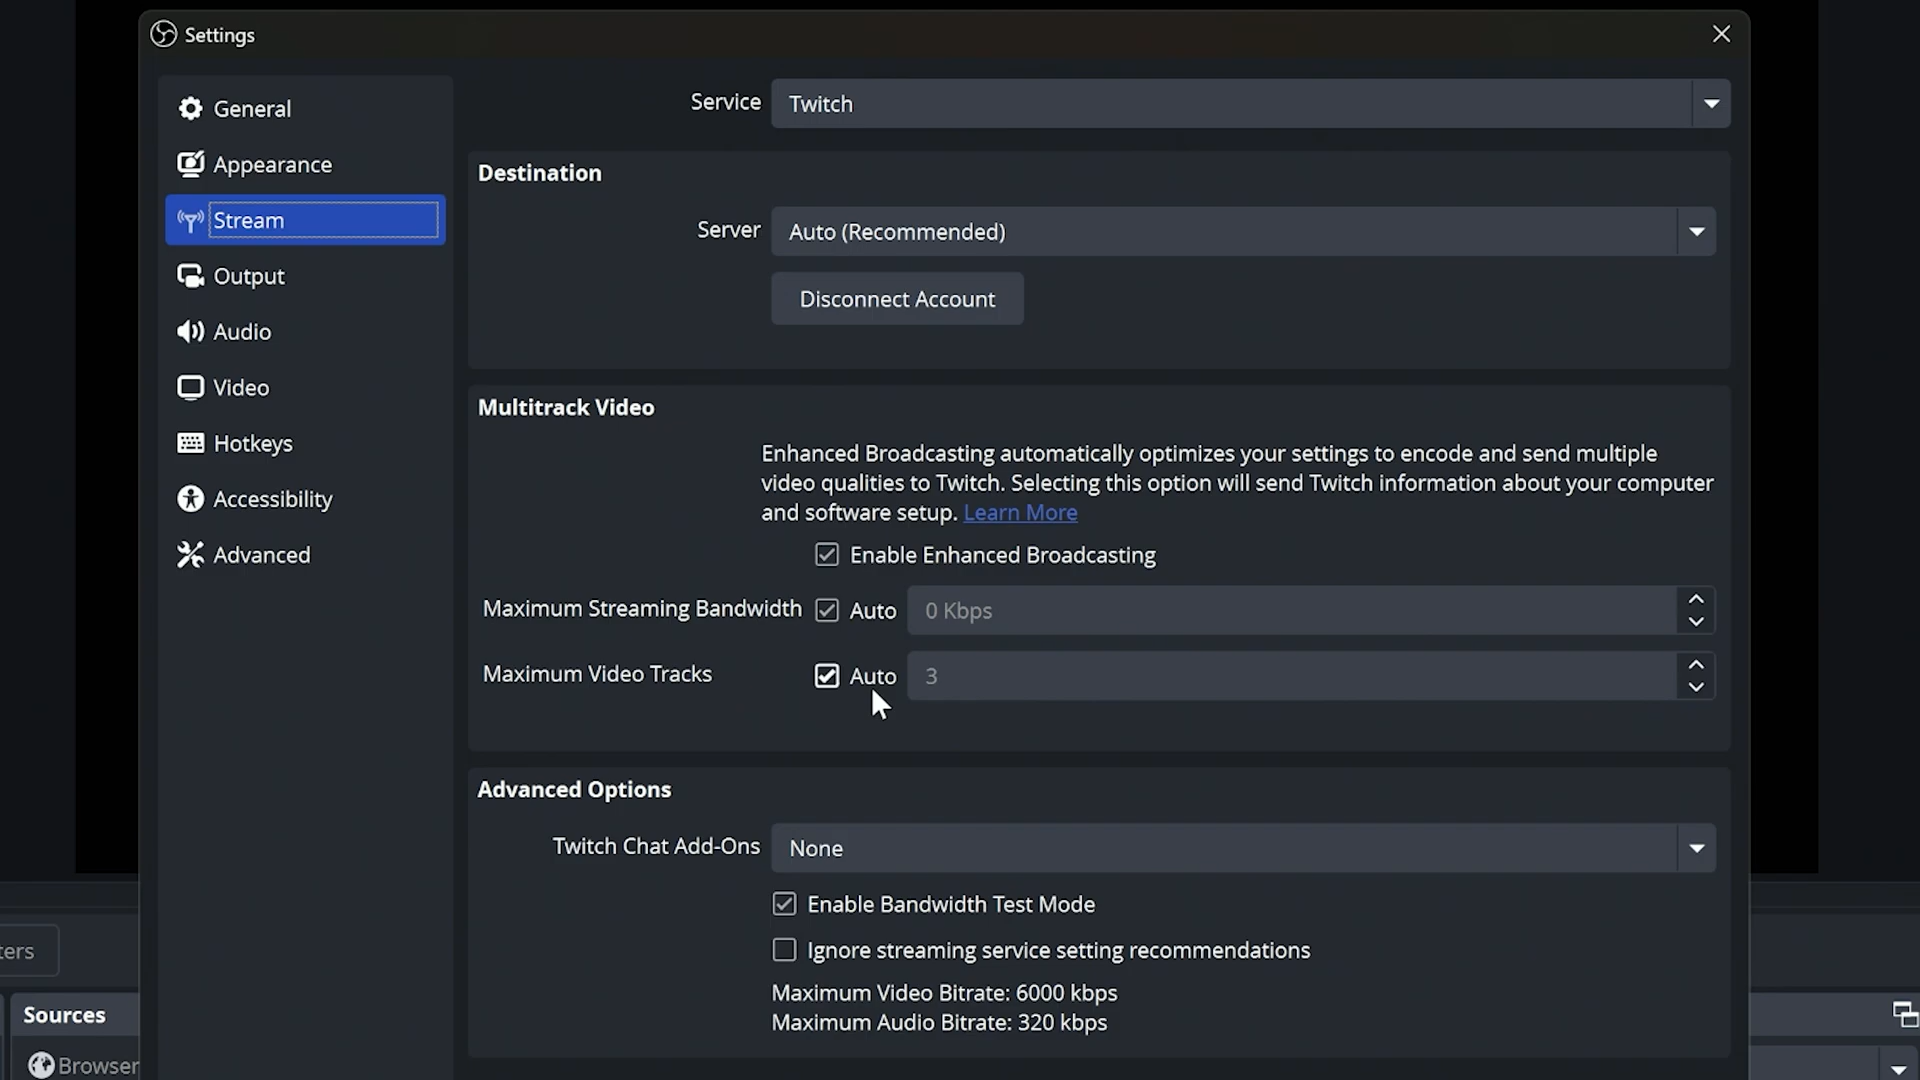 Settings
General
Appearance
Stream
Output
Audio
Video
Hotkeys
Accessibility
Advanced
Service
Twitch
Destination
Server
Auto (Recommended)
Disconnect Account
Multitrack Video
Enhanced Broadcasting automatically optimizes your settings to encode and send multiple
video qualities to Twitch. Selecting this option will send Twitch information about your computer
and software setup. Learn More
Enable Enhanced Broadcasting
Maximum Streaming Bandwidth
Auto
0 Kbps
Maximum Video Tracks
Auto
3
Advanced Options
Twitch Chat Add-Ons
None
Enable Bandwidth Test Mode
Ignore streaming service setting recommendations
Maximum Video Bitrate: 6000 kbps
Maximum Audio Bitrate: 320 kbps
ters
Sources
Browser